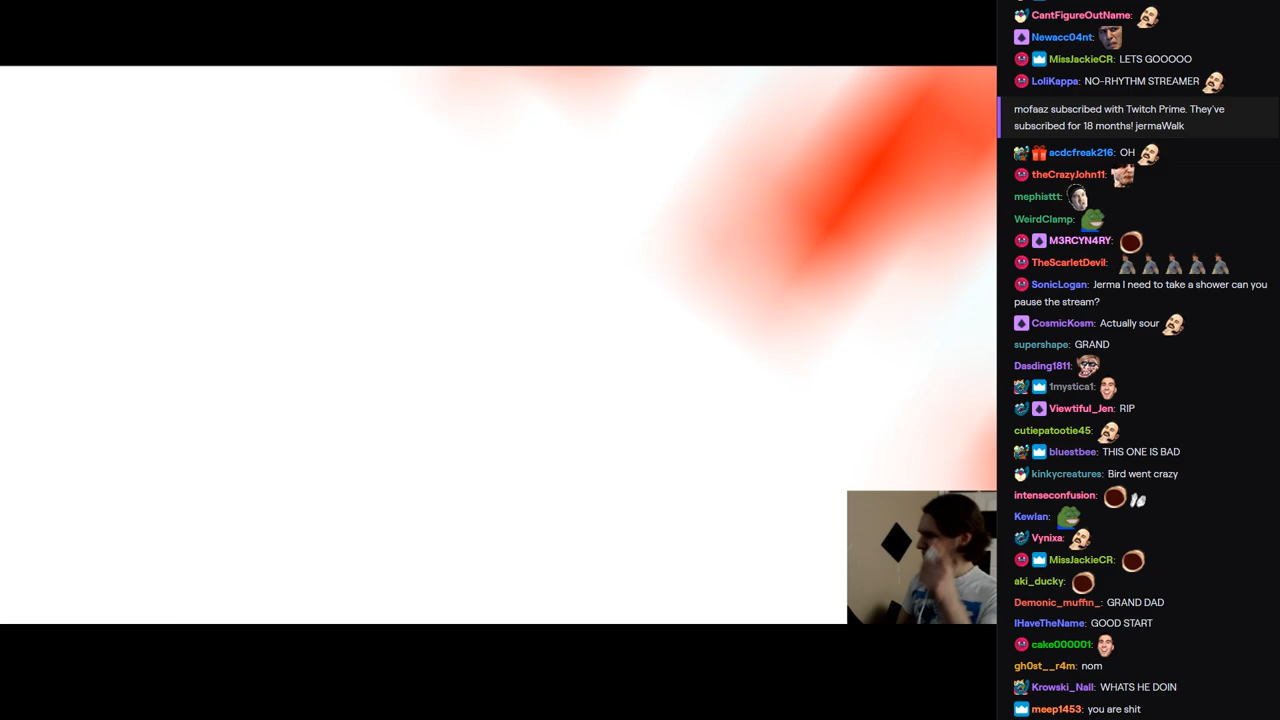 CantFigureOutName:
Newacc04nt:
MissJackieCR: LETS GOOOOO
LoliKappa: NO-RHYTHM STREAMER
mofaaz subscribed with Twitch Prime. They've
subscribed for 18 months! jermaWalk
acdcfreak216: OH
theCrazyJohn11:
mephisttt:
WeirdClamp:
M3RCYN4RY:
TheScarletDevil:
SonicLogan: Jerma I need to take a shower can you
pause the stream?
CosmicKosm: Actually sour
supershape: GRAND
Dasding1811:
1mystica1:
Viewtiful_Jen: RIP
cutiepatootie45:
bluestbee: THIS ONE IS BAD
kinkycreatures: Bird went crazy
intenseconfusion:
Kewlan:
Vynixa:
MissJackieCR:
aki_ducky:
Demonic_muffin_: GRAND DAD
IHaveTheName: GOOD START
cake000001:
gh0st__r4m: nom
Krowski_Nall: WHATS HE DOIN
meep1453: you are shit